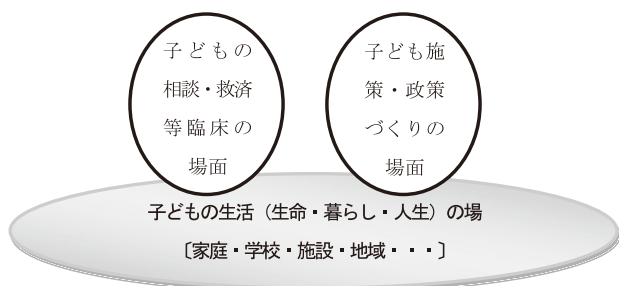 子どもの
相談・救済
等臨床の
場面
子ども施
策・政策
づくりの
場面
子どもの生活（生命・暮らし・人生）の場
〔家庭・学校・施設・地域・・・〕